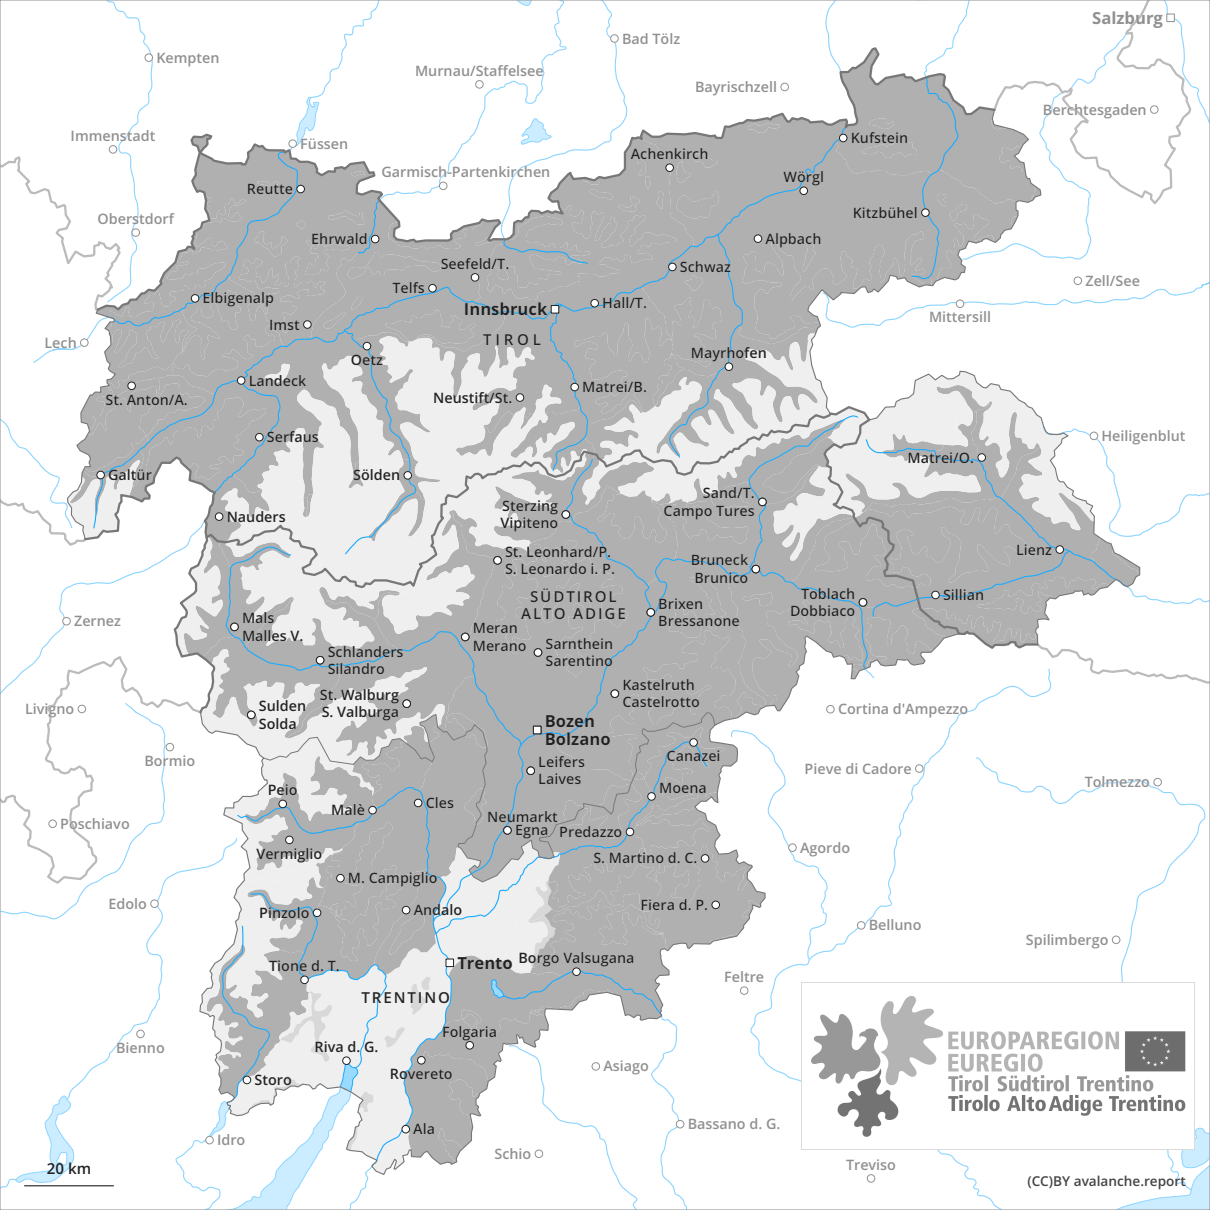 Salzburg
Kempten
Bad Tölz
Murnau/Staffelsee
Bayrischzell
Berchtesgaden
Immenstadt
Füssen
Kufstein
Achenkirch
Garmisch-Partenkirchen
Wörgl
Reutte
Oberstdorf
Kitzbühel
Ehrwald
Alpbach
Seefeld/T.
Schwaz
Telfs
Zell/See
Elbigenalp
Hall/T.
Innsbruck
Mittersill
Imst
Lech
TIROL
Oetz
Mayrhofen
Landeck
Matrei/B.
St. Anton/A.
Neustift/St.
Serfaus
Heiligenblut
Matrei/O.
Galtür
Sölden
Sand/T.
Campo Tures
Sterzing
Vipiteno
Nauders
St. Leonhard/P.
S. Leonardo i. P.
Lienz
Bruneck
Brunico
SÜDTIROL
ALTO ADIGE
Toblach
Dobbiaco
Sillian
Brixen
Bressanone
Zernez
Mals
Malles V.
Meran
Merano
Sarnthein
Sarentino
Schlanders
Silandro
Kastelruth
Castelrotto
St. Walburg
S. Valburga
Livigno
Sulden
Solda
Cortina d'Ampezzo
Bozen
Bolzano
Bormio
Canazei
Leifers
Laives
Pieve di Cadore
Tolmezzo
Peio
Moena
Malè
Cles
Neumarkt
Egna
Predazzo
Poschiavo
Vermiglio
Agordo
S. Martino d. C.
M. Campiglio
Edolo
Pinzolo
Andalo
Fiera d. P.
Belluno
Spilimbergo
Trento
Borgo Valsugana
Tione d. T.
Feltre
TRENTINO
Folgaria
Bienno
Riva d. G.
Rovereto
Asiago
Storo
EUROPAREGION
EUREGIO
Tirol Südtirol Trentino
Tirolo Alto Adige Trentino
Ala
Bassano d. G.
Idro
Schio
Treviso
20 km
(CC)BY avalanche.report